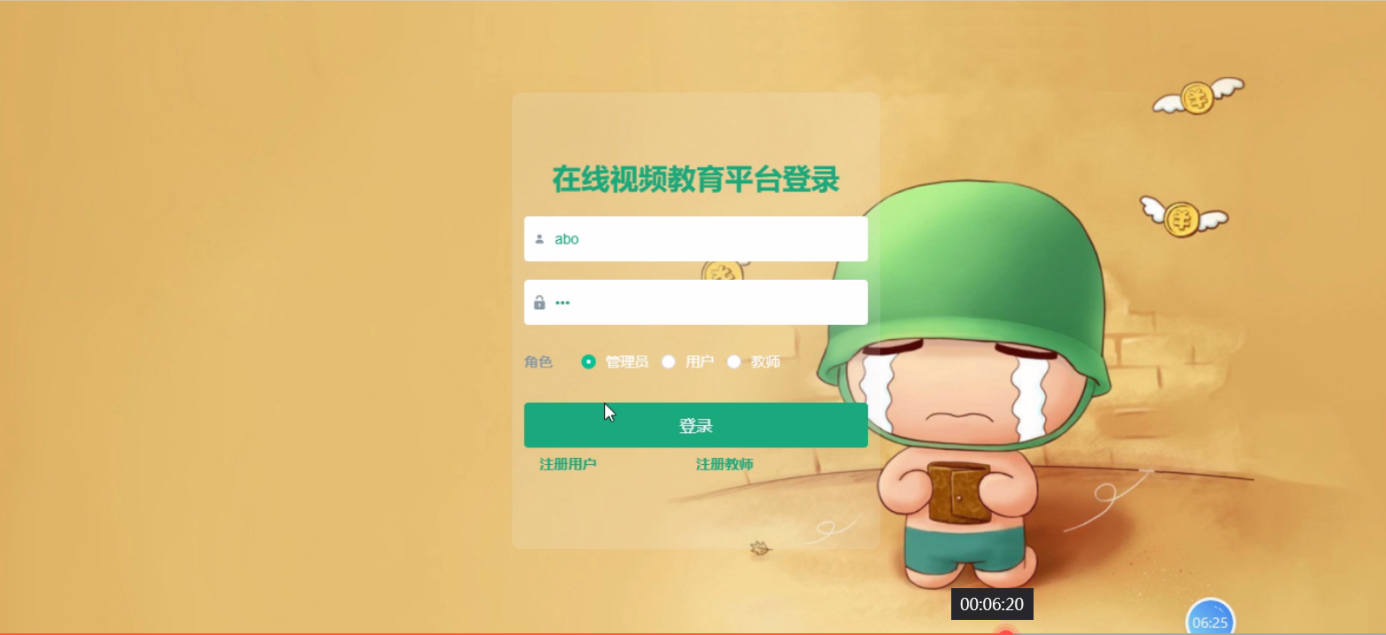 在线视频教育平台登录
abo
•••
角色 管理员 用户 教师
登录
注册用户 注册教师
00:06:20
06:25